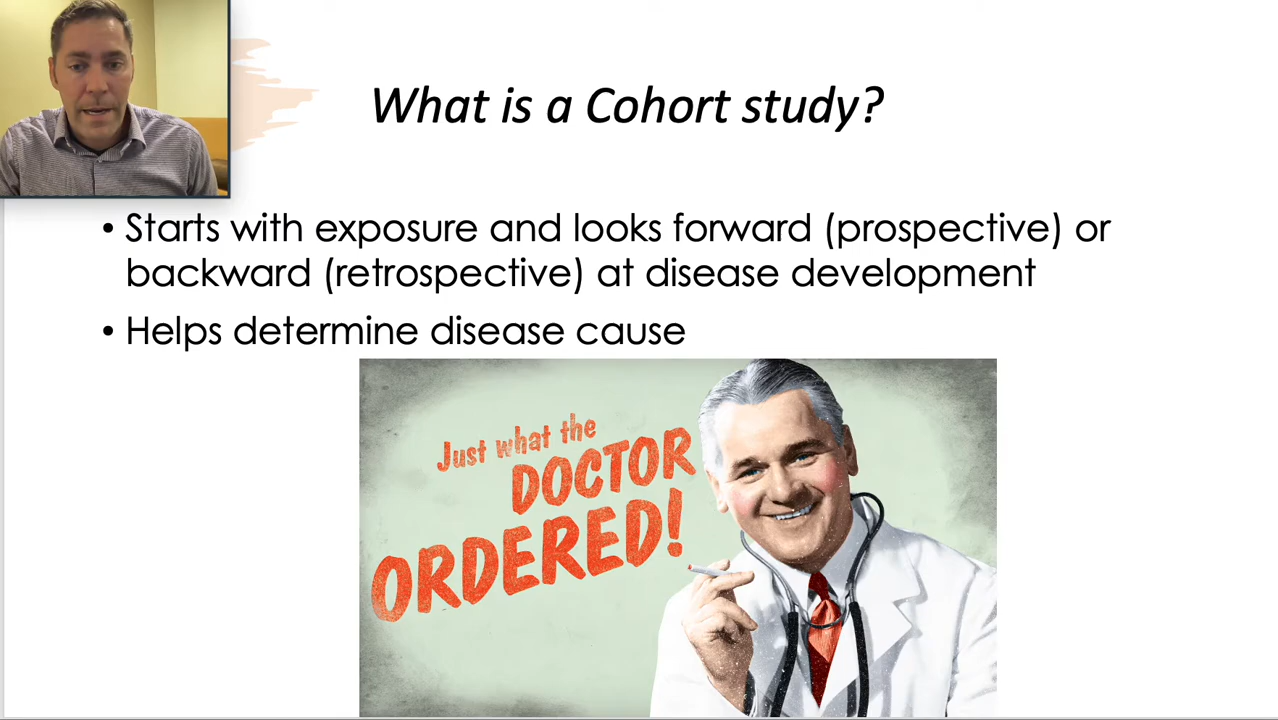 What is a Cohort study?
• Starts with exposure and looks forward (prospective) or
backward (retrospective) at disease development
• Helps determine disease cause
Just what the
DOCTOR
ORDERED!